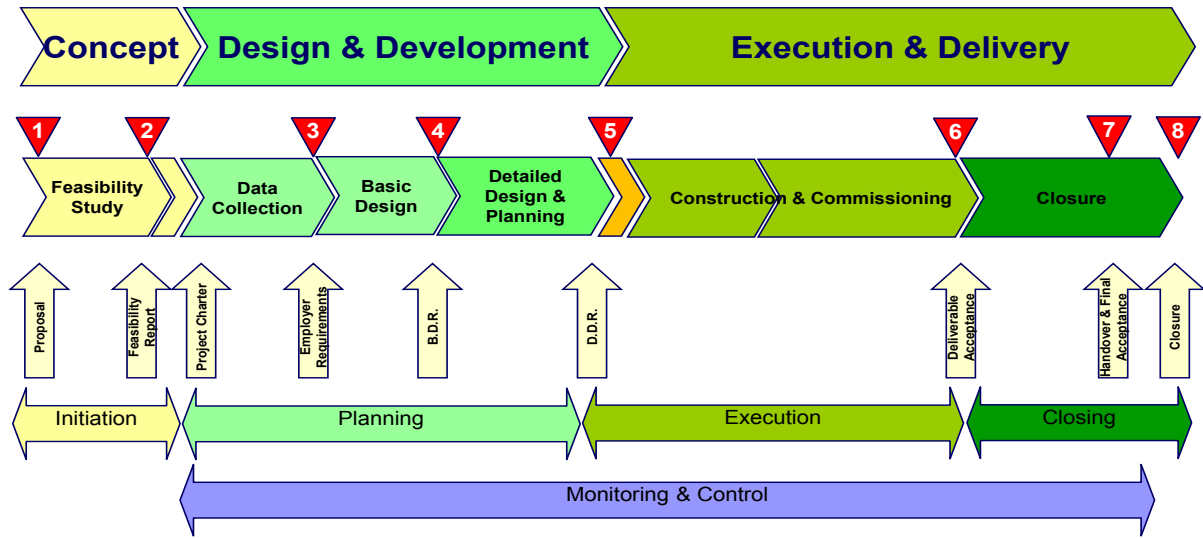 Concept
Design & Development
Execution & Delivery
1
2
3
4
5
6
7
8
Feasibility
Study
Data
Collection
Basic
Design
Detailed
Design &
Planning
Construction & Commissioning
Closure
Proposal
Feasibility
Report
Project Charter
Employer
Requirements
B.D.R.
D.D.R.
Deliverable
Acceptance
Handover & Final
Acceptance
Closure
Initiation
Planning
Execution
Closing
Monitoring & Control